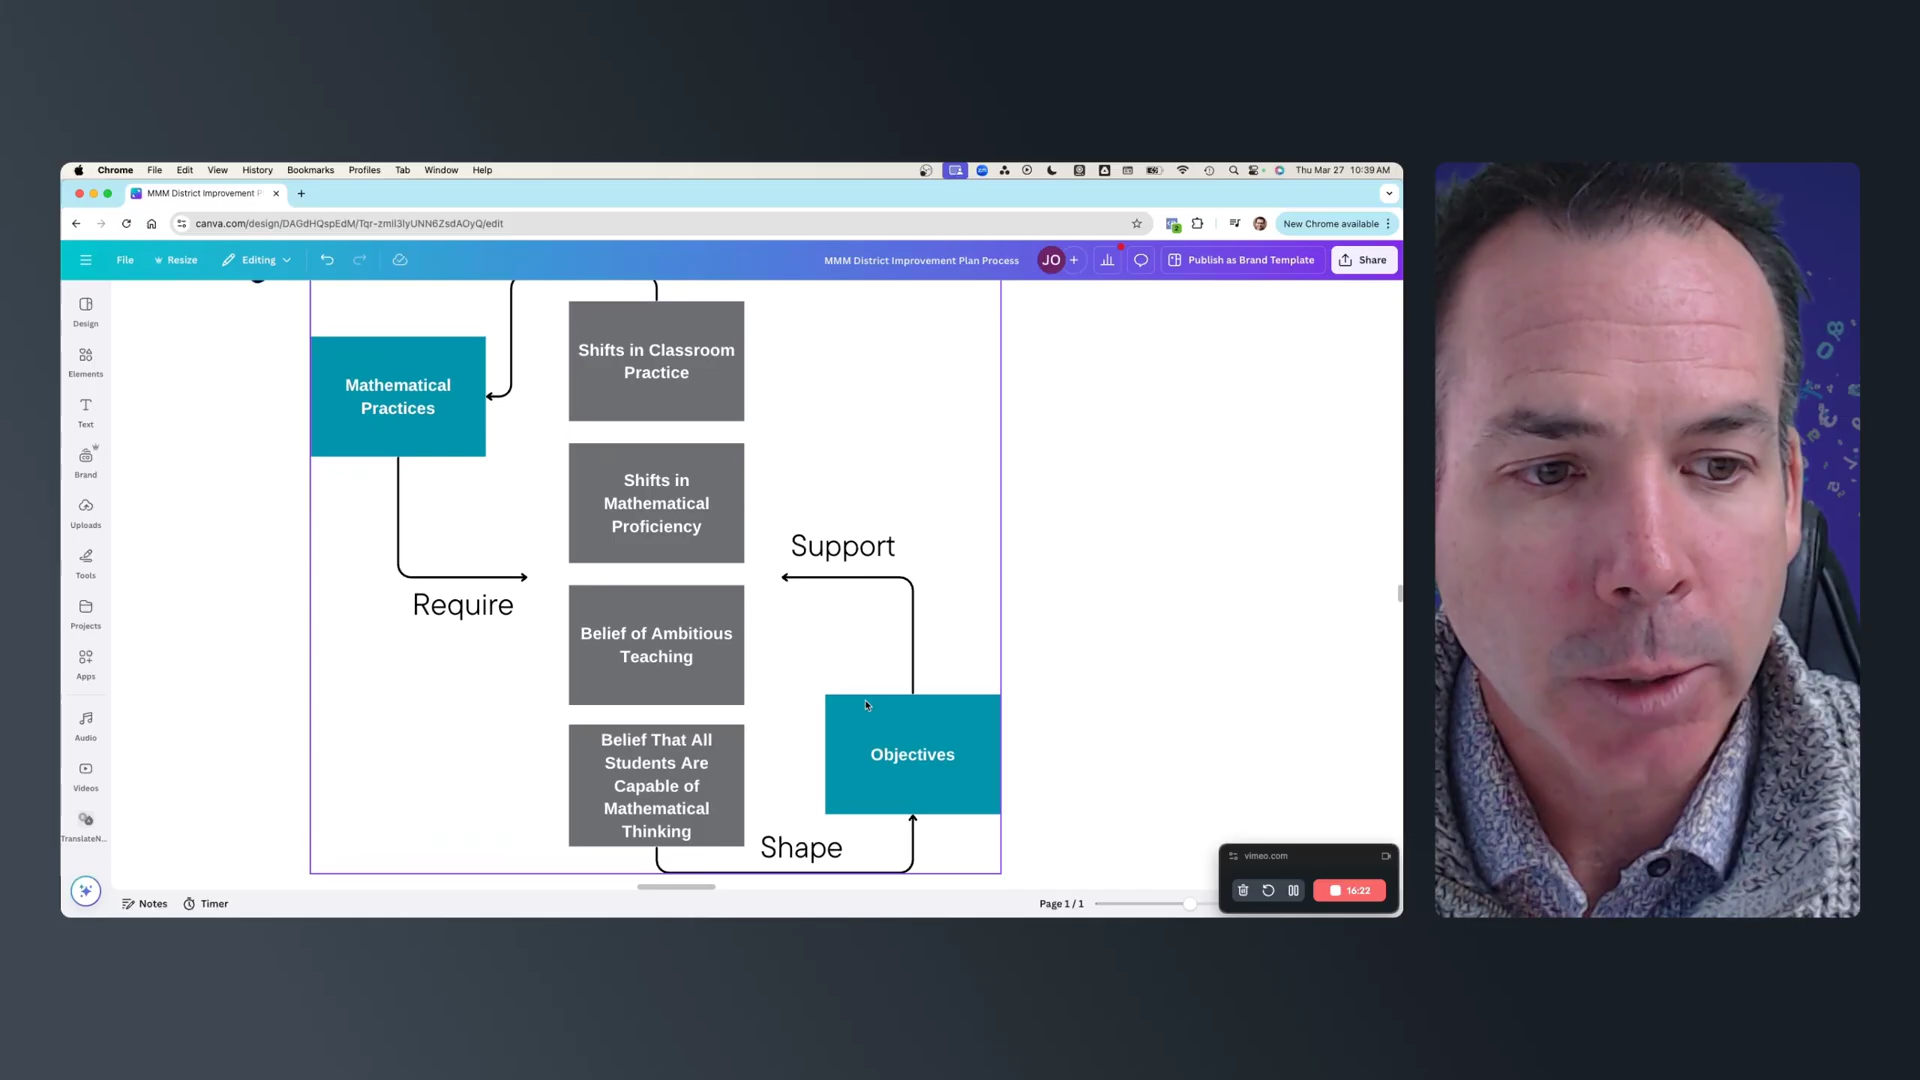 Chrome File Edit View History Bookmarks Profiles Tab Window Help
Thu Mar 27 10:39 AM
MMM District Improvement P
canva.com/design/DAGdHQspEdM/Tqr-zmiI3IyUNN6ZsdAOyQ/edit
New Chrome available
File Resize Editing
MMM District Improvement Plan Process
JO
Publish as Brand Template
Share
Design
Elements
Text
Brand
Uploads
Tools
Projects
Apps
Audio
Videos
TranslateN...
Shifts in Classroom
Practice
Mathematical
Practices
Shifts in
Mathematical
Proficiency
Support
Require
Belief of Ambitious
Teaching
Objectives
Belief That All
Students Are
Capable of
Mathematical
Thinking
Shape
vimeo.com
16:22
Notes Timer
Page 1 / 1